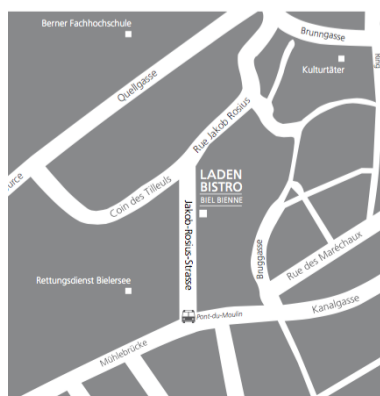 Berner Fachhochschule
Brunngasse
Kulturtäter
Ring
Quellgasse
Rue Jakob Rosius
LADEN
BISTRO
BIEL BIENNE
Coin des Tilleuls
Jakob-Rosius-Strasse
Bruggasse
Rue des Maréchaux
Rettungsdienst Bielersee
Pont-du-Moulin
Kanalgasse
Mühlebrücke